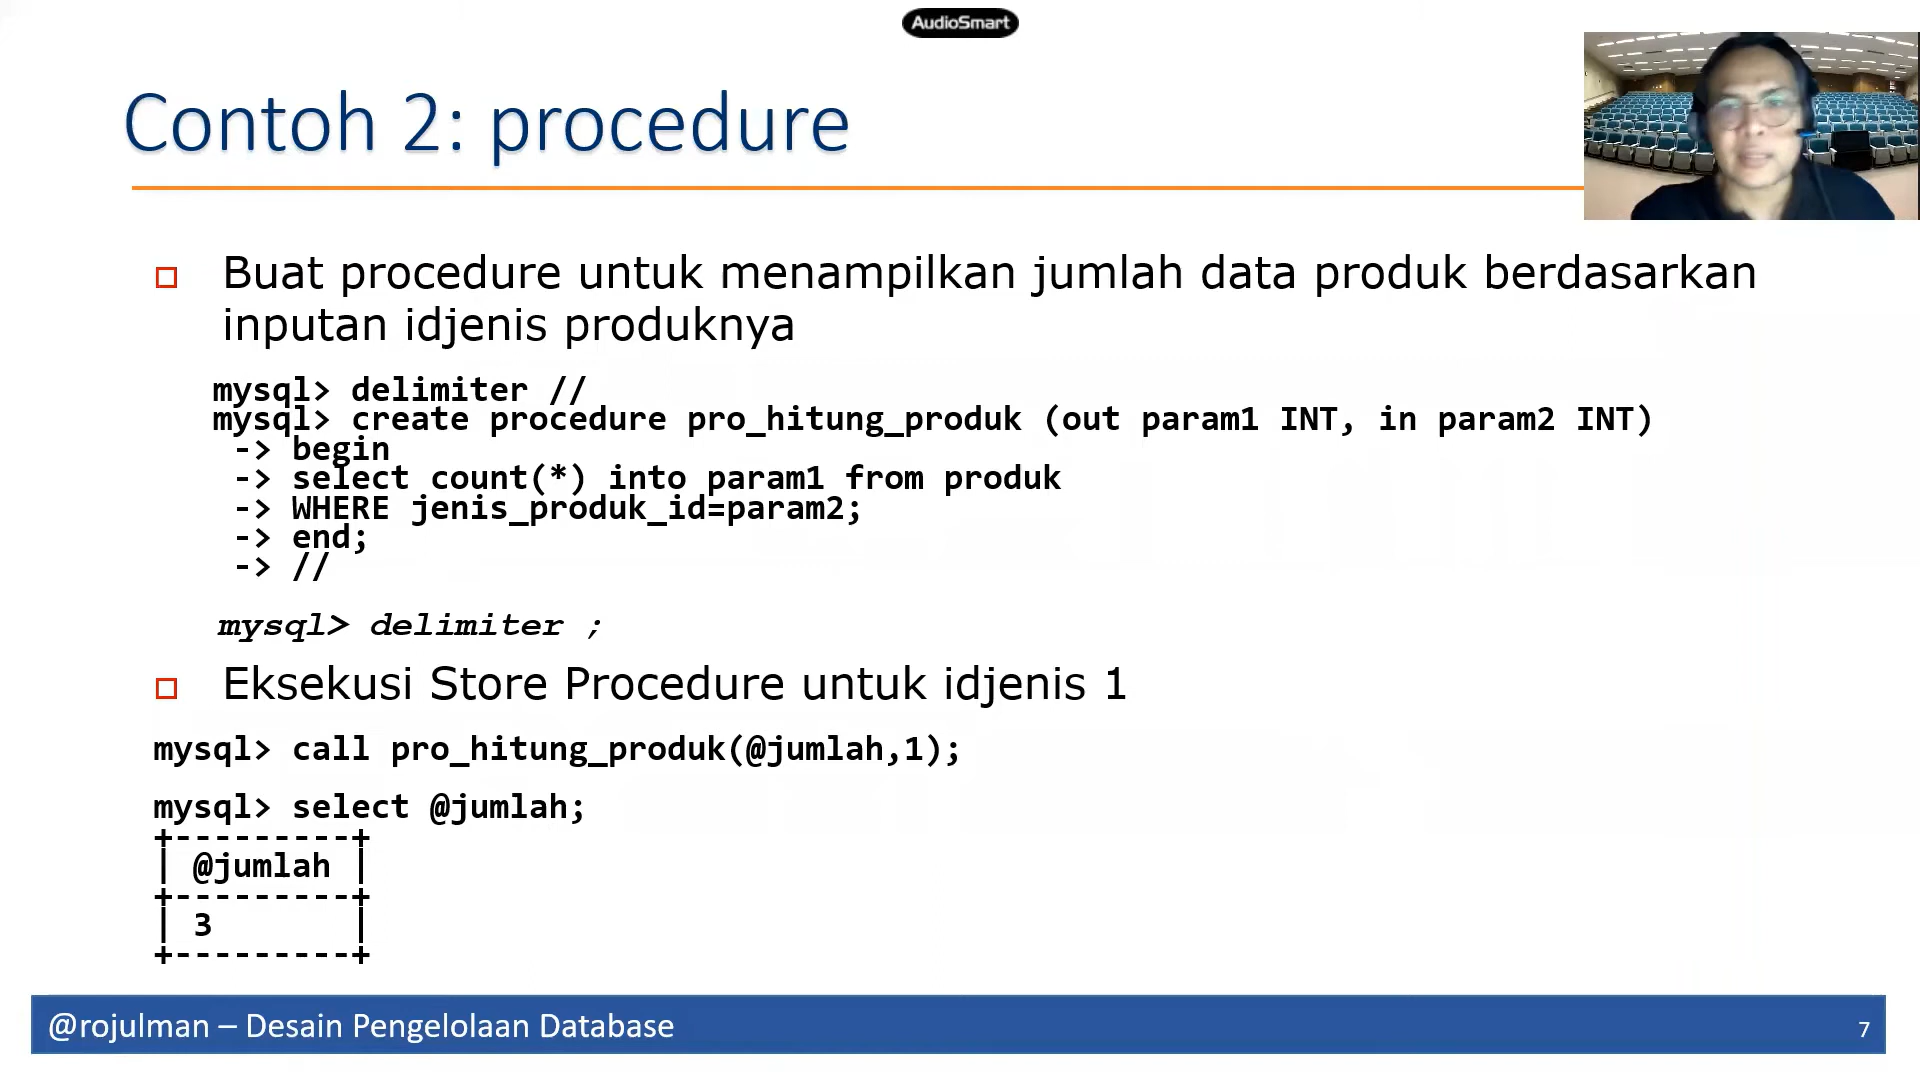 AudioSmart
Contoh 2: procedure
Buat procedure untuk menampilkan jumlah data produk berdasarkan
inputan idjenis produknya
mysql> delimiter //
mysql> create procedure pro_hitung_produk (out param1 INT, in param2 INT)
-> begin
-> select count(*) into param1 from produk
-> WHERE jenis_produk_id=param2;
-> end;
-> //
mysql> delimiter ;
Eksekusi Store Procedure untuk idjenis 1
mysql> call pro_hitung_produk(@jumlah,1);
mysql> select @jumlah;
+---------+
| @jumlah |
+---------+
| 3       |
+---------+
@rojulman – Desain Pengelolaan Database
7